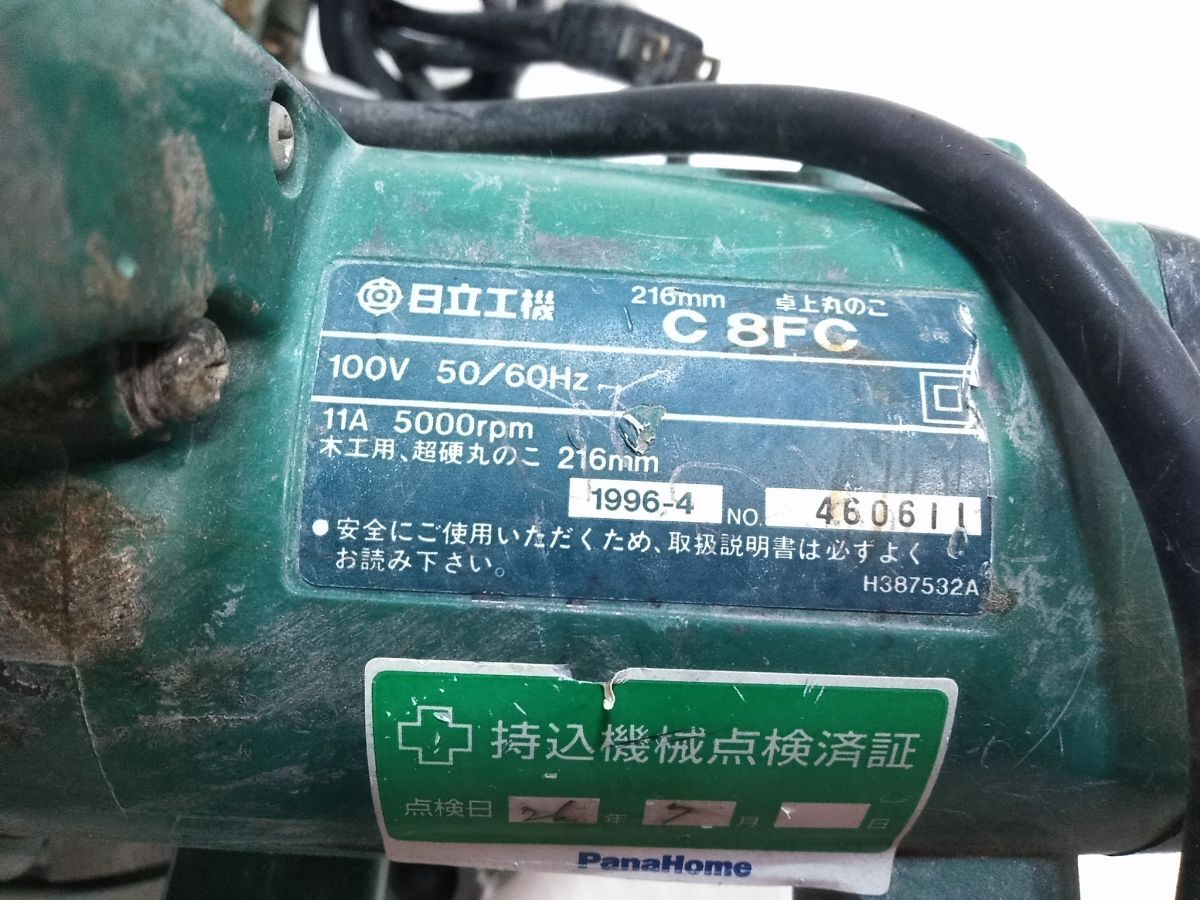 日立工機 216mm 卓上丸のこ
C 8FC
100V 50/60Hz
11A 5000rpm
木工用、超硬丸のこ 216mm
1996-4 NO. 460611
●安全にご使用いただくため、取扱説明書は必ずよく
お読み下さい。
H387532A
持込機械点検済証
点検日 26年 7月 日
PanaHome